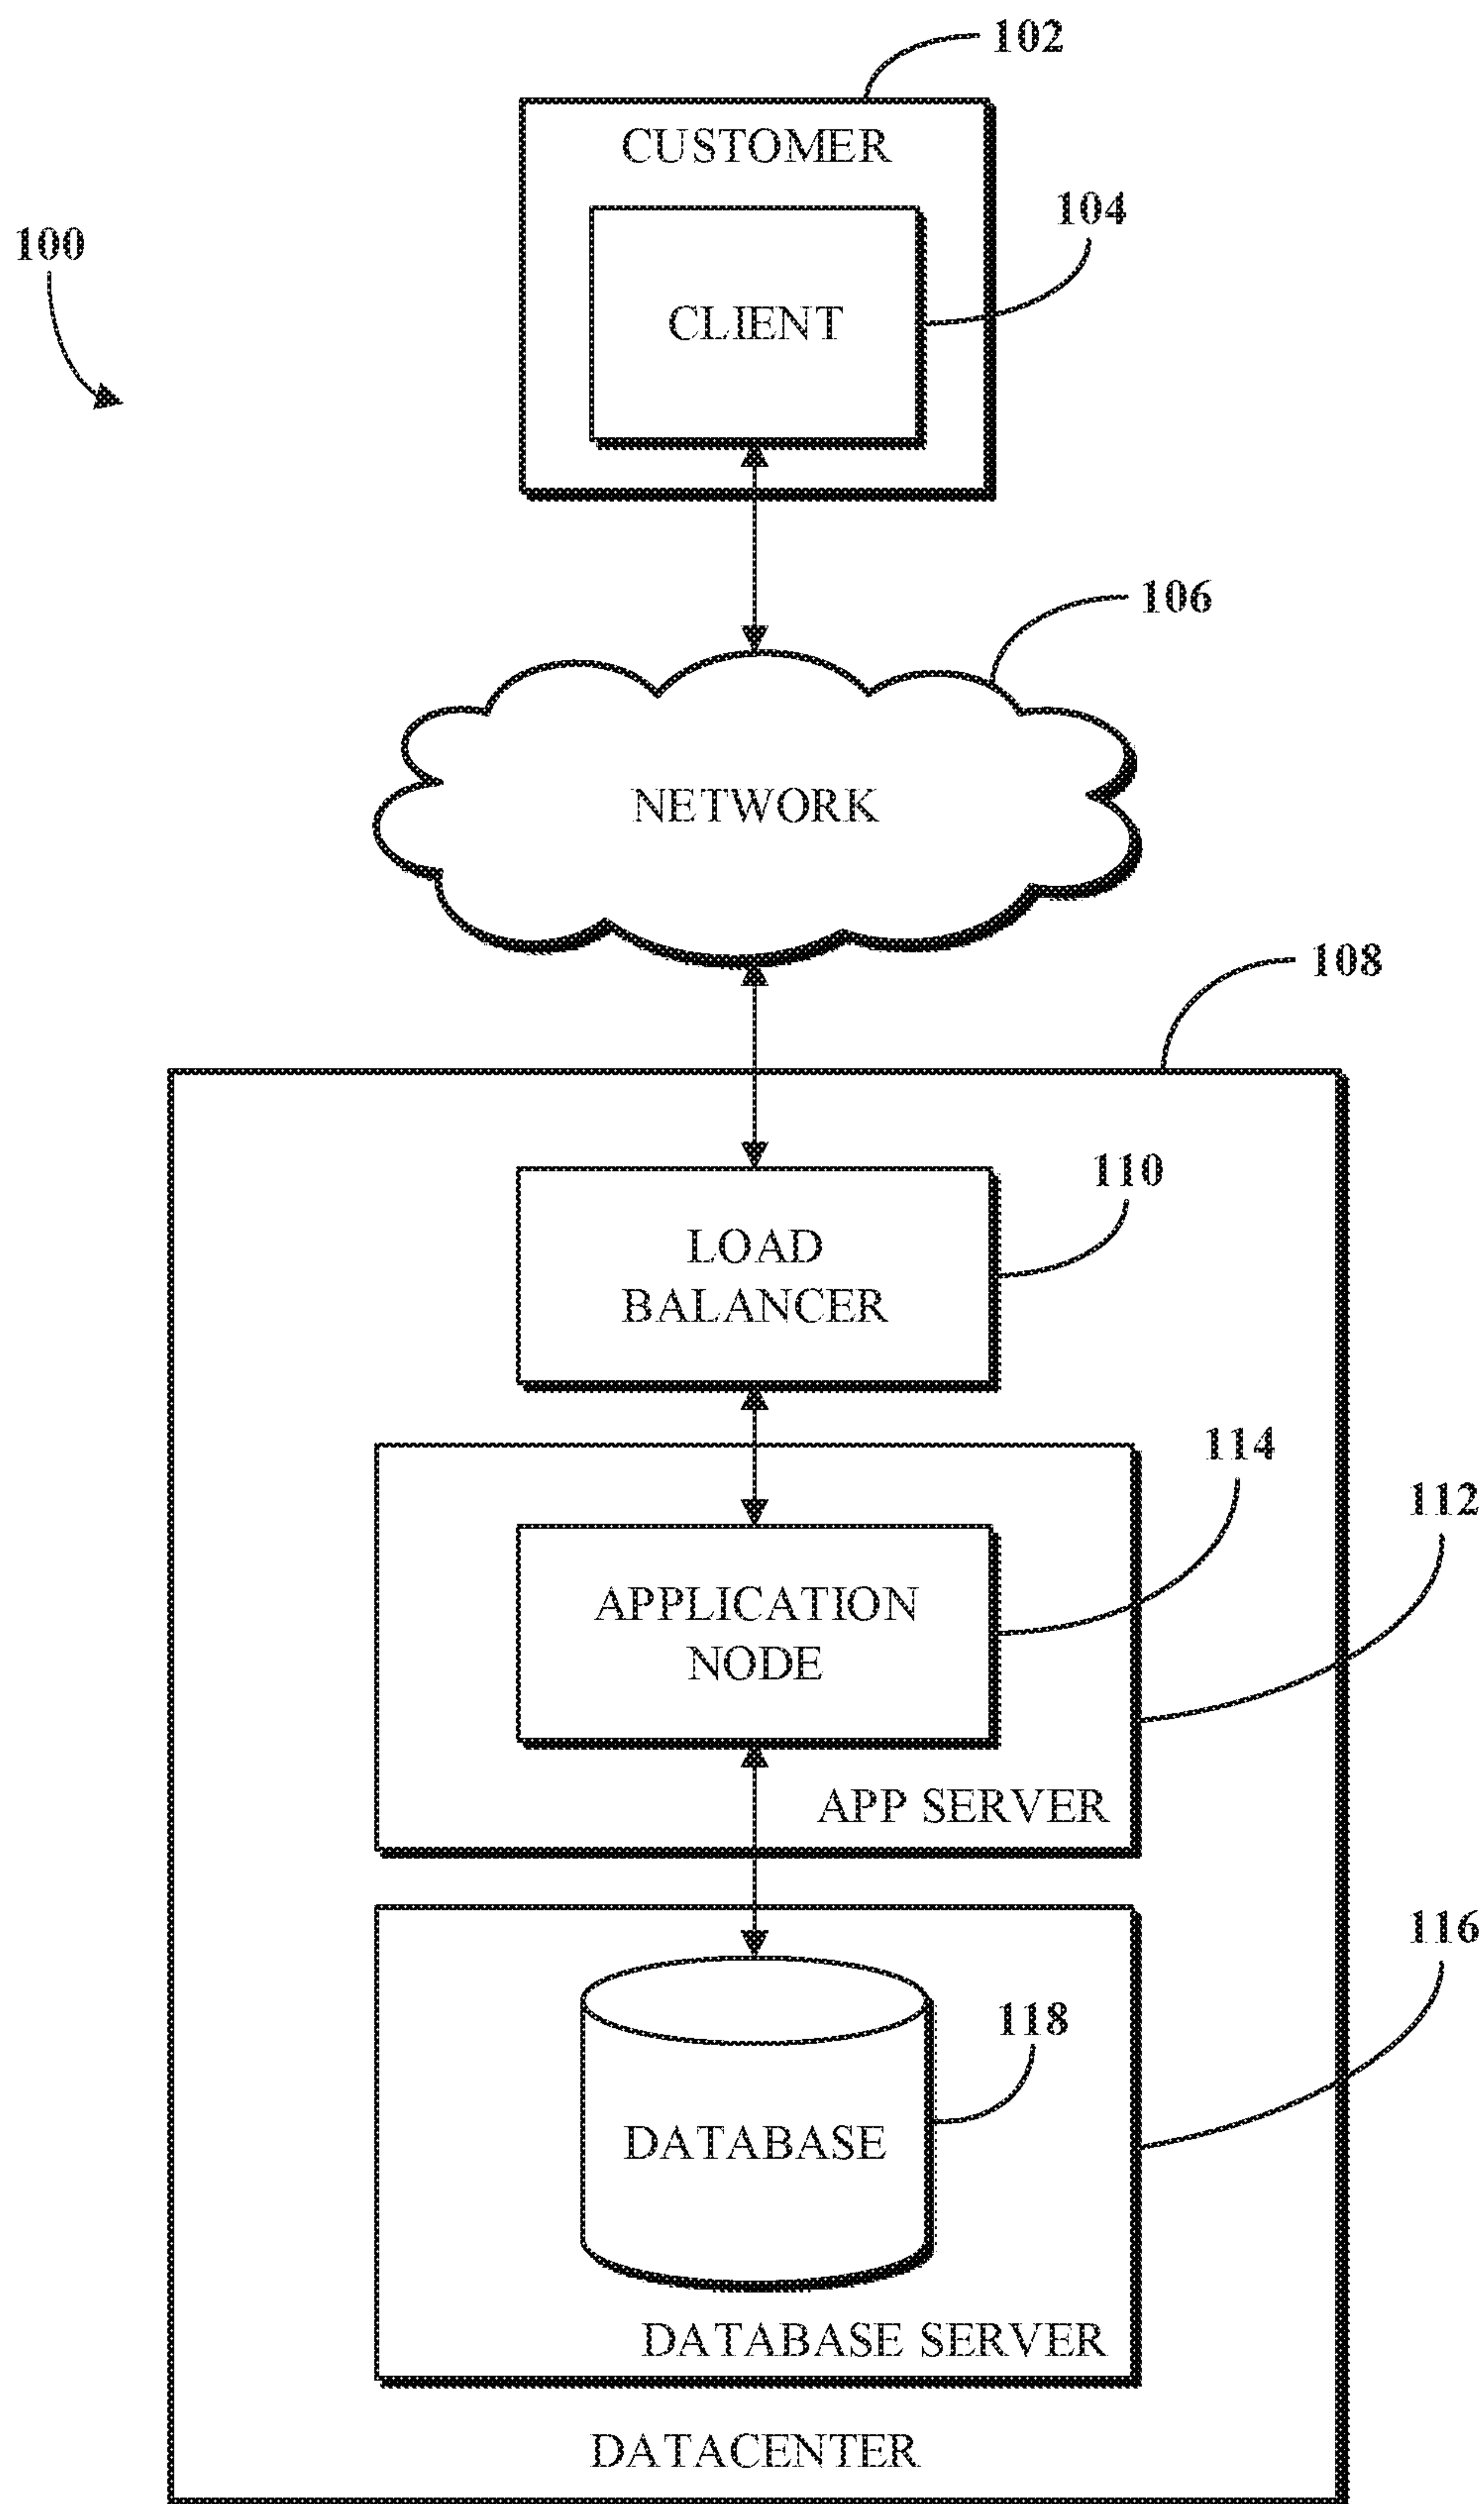 102
CUSTOMER
104
100
CLIENT
106
NETWORK
108
110
LOAD
BALANCER
114
112
APPLICATION
NODE
APP SERVER
116
118
DATABASE
DATABASE SERVER
DATACENTER